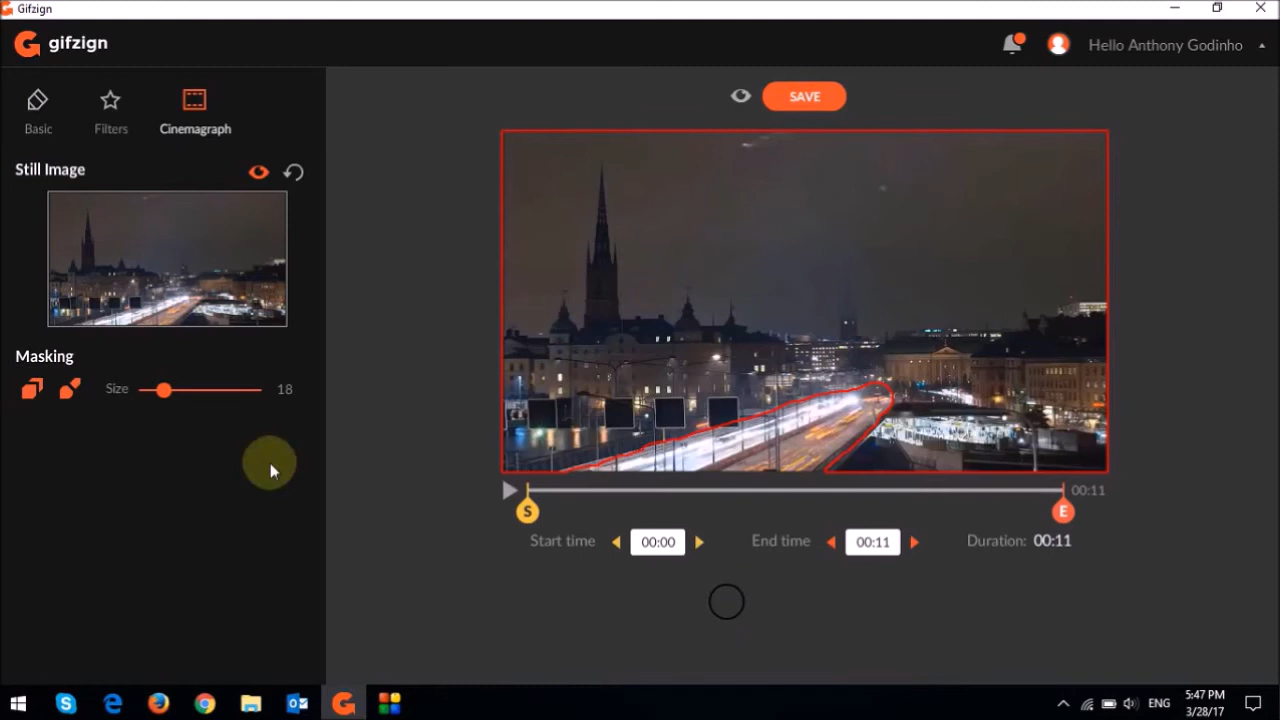 Gifzign
gifzign
Hello Anthony Godinho
Basic
Filters
Cinemagraph
SAVE
Still Image
Masking
Size
18
00:11
S
E
Start time
00:00
End time
00:11
Duration: 00:11
ENG
5:47 PM
3/28/17